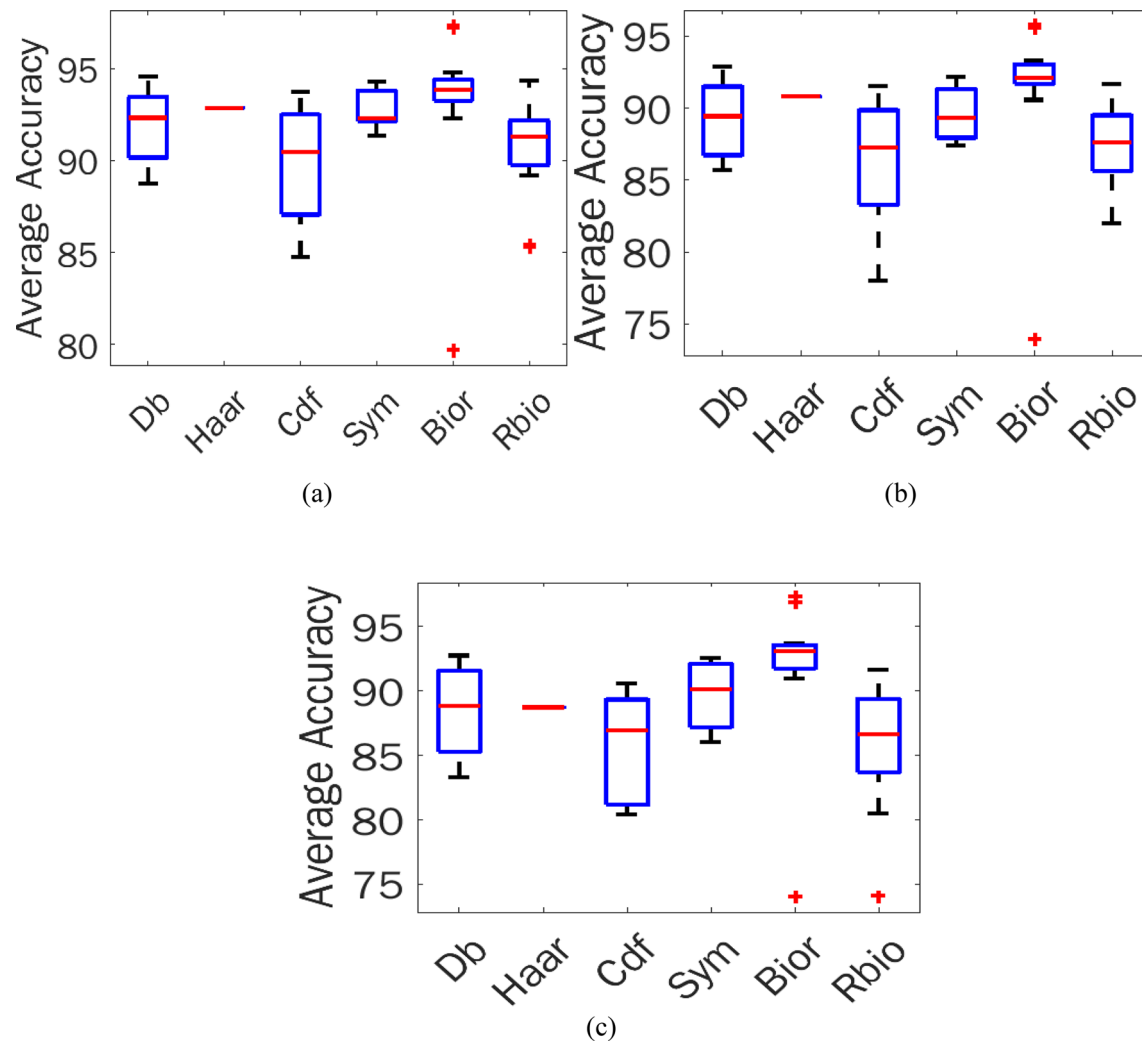 Average Accuracy
95
90
85
80
Db
Haar
Cdf
Sym
Bior
Rbio
(a)
Average Accuracy
95
90
85
80
75
Db
Haar
Cdf
Sym
Bior
Rbio
(b)
Average Accuracy
95
90
85
80
75
Db
Haar
Cdf
Sym
Bior
Rbio
(c)